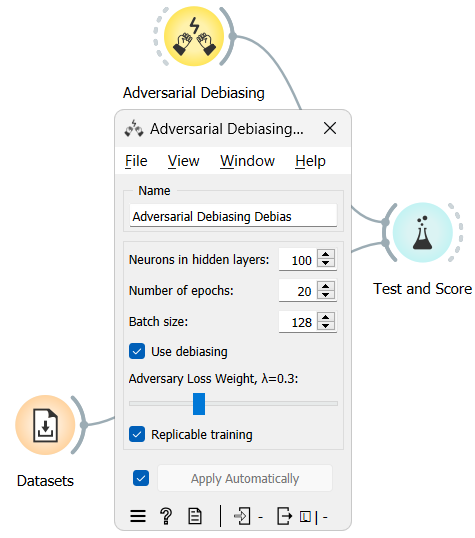 Adversarial Debiasing
Adversarial Debiasing...
File View Window Help
Name
Adversarial Debiasing Debias
Neurons in hidden layers: 100
Number of epochs: 20
Batch size: 128
Use debiasing
Adversary Loss Weight, λ=0.3:
Replicable training
Apply Automatically
? - L | -
Test and Score
Datasets